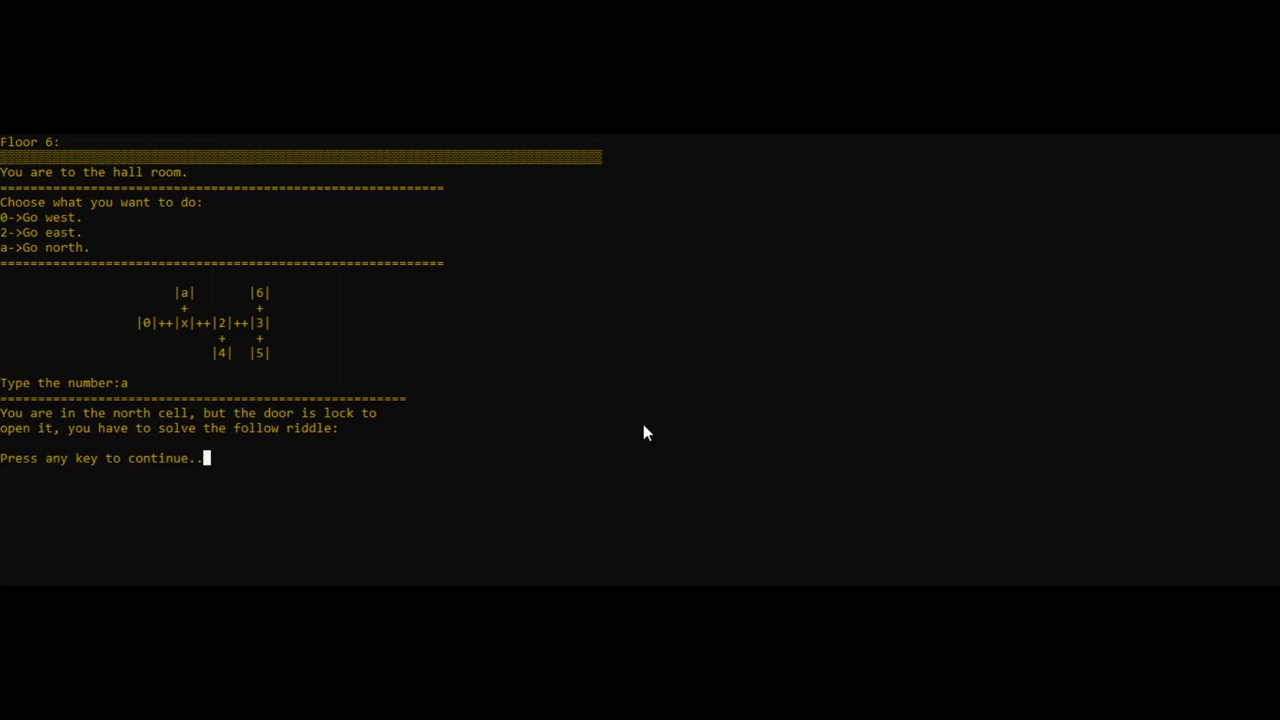 Floor 6:
You are to the hall room.
===========================================================
Choose what you want to do:
0->Go west.
2->Go east.
a->Go north.
===========================================================
|a|       |6|
+         +
|0|++|x|++|2|++|3|
+    +
|4|  |5|
Type the number:a
======================================================
You are in the north cell, but the door is lock to
open it, you have to solve the follow riddle:
Press any key to continue..